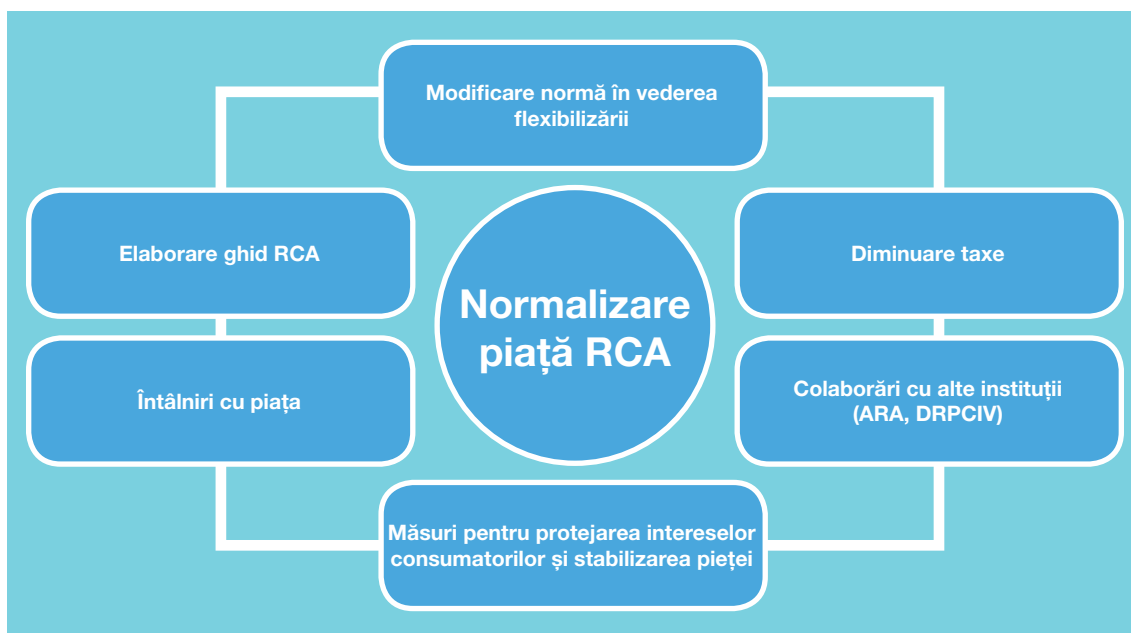 Modificare normă în vederea
flexibilizării
Elaborare ghid RCA
Diminuare taxe
Normalizare
piață RCA
Întâlniri cu piața
Colaborări cu alte instituții
(ARA, DRPCIV)
Măsuri pentru protejarea intereselor
consumatorilor și stabilizarea pieței